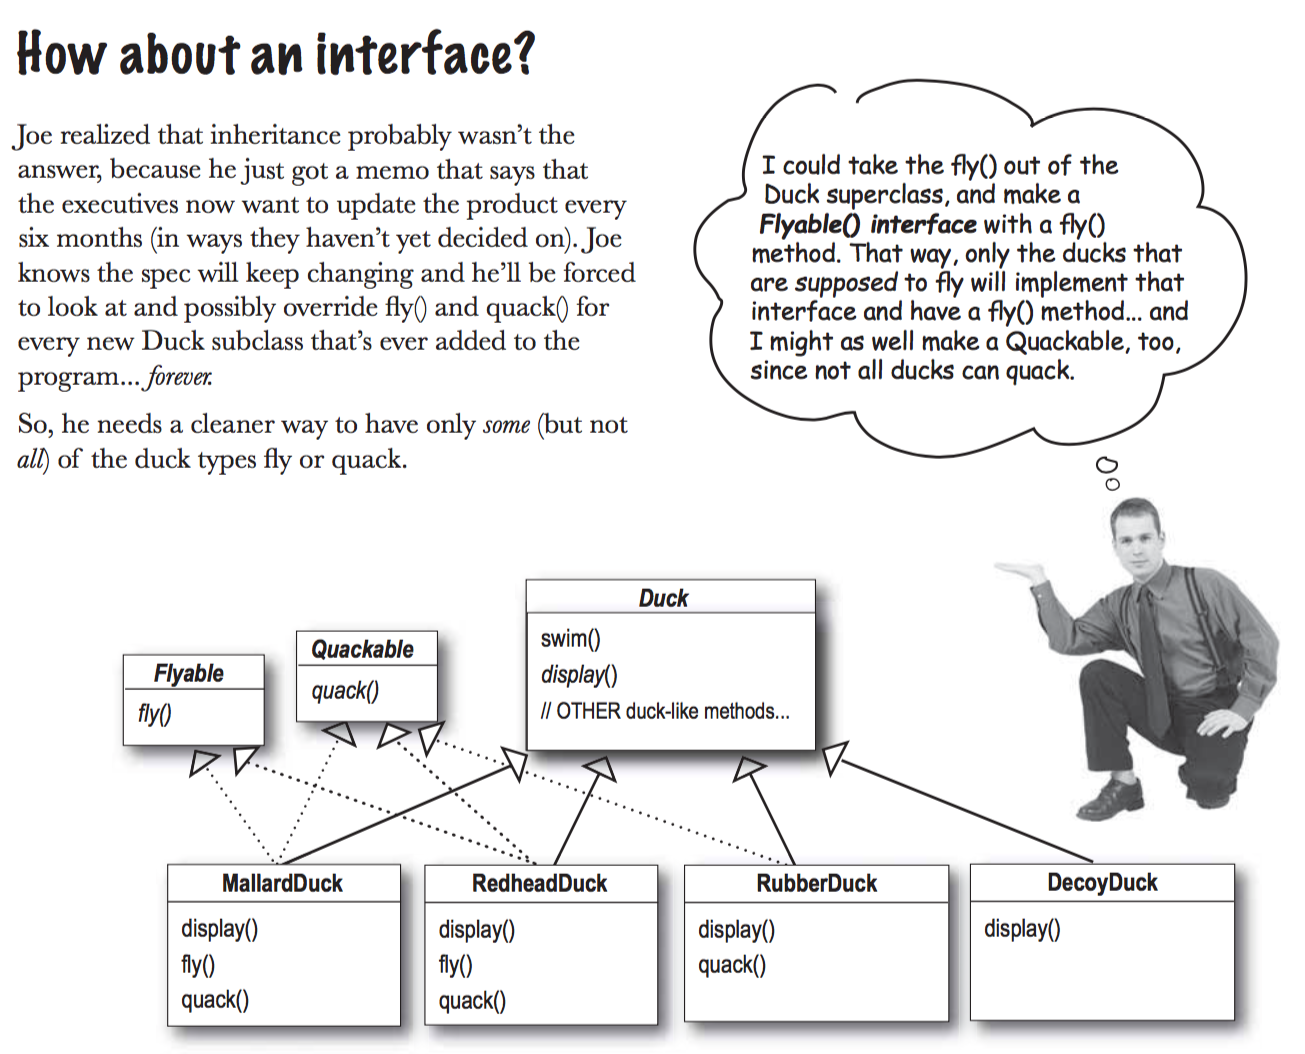 How about an interface?
Joe realized that inheritance probably wasn't the
answer, because he just got a memo that says that
the executives now want to update the product every
six months (in ways they haven't yet decided on). Joe
knows the spec will keep changing and he'll be forced
to look at and possibly override fly() and quack() for
every new Duck subclass that's ever added to the
program... forever.
So, he needs a cleaner way to have only some (but not
all) of the duck types fly or quack.
I could take the fly() out of the
Duck superclass, and make a
Flyable() interface with a fly()
method. That way, only the ducks that
are supposed to fly will implement that
interface and have a fly() method... and
I might as well make a Quackable, too,
since not all ducks can quack.
Flyable
fly()
Quackable
quack()
Duck
swim()
display()
// OTHER duck-like methods...
MallardDuck
display()
fly()
quack()
RedheadDuck
display()
fly()
quack()
RubberDuck
display()
quack()
DecoyDuck
display()